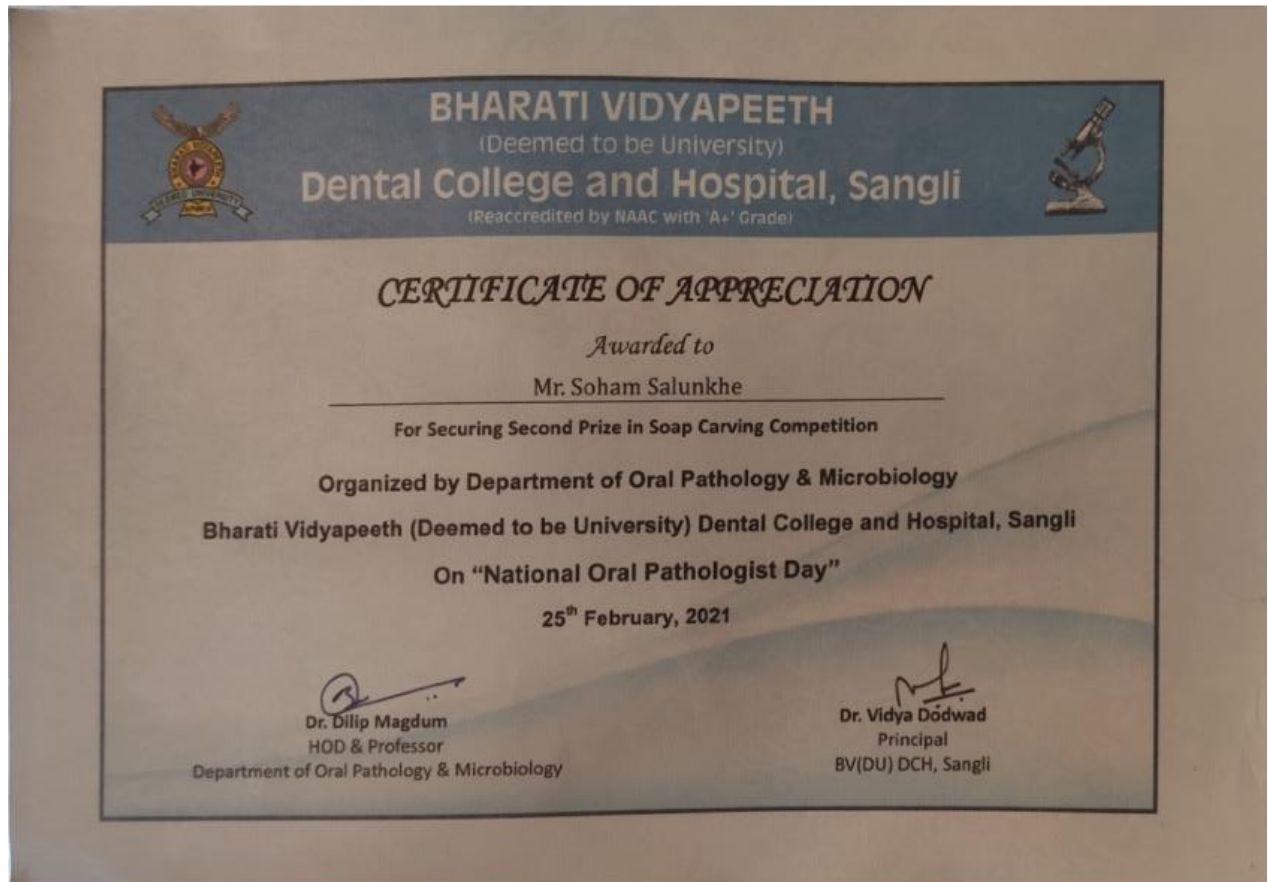 BHARATI VIDYAPEETH
(Deemed to be University)
Dental College and Hospital, Sangli
(Reaccredited by NAAC with 'A+' Grade)
CERTIFICATE OF APPRECIATION
Awarded to
Mr. Soham Salunkhe
For Securing Second Prize in Soap Carving Competition
Organized by Department of Oral Pathology & Microbiology
Bharati Vidyapeeth (Deemed to be University) Dental College and Hospital, Sangli
On “National Oral Pathologist Day”
25th February, 2021
Dr. Dilip Magdum
HOD & Professor
Department of Oral Pathology & Microbiology
Dr. Vidya Dodwad
Principal
BV(DU) DCH, Sangli